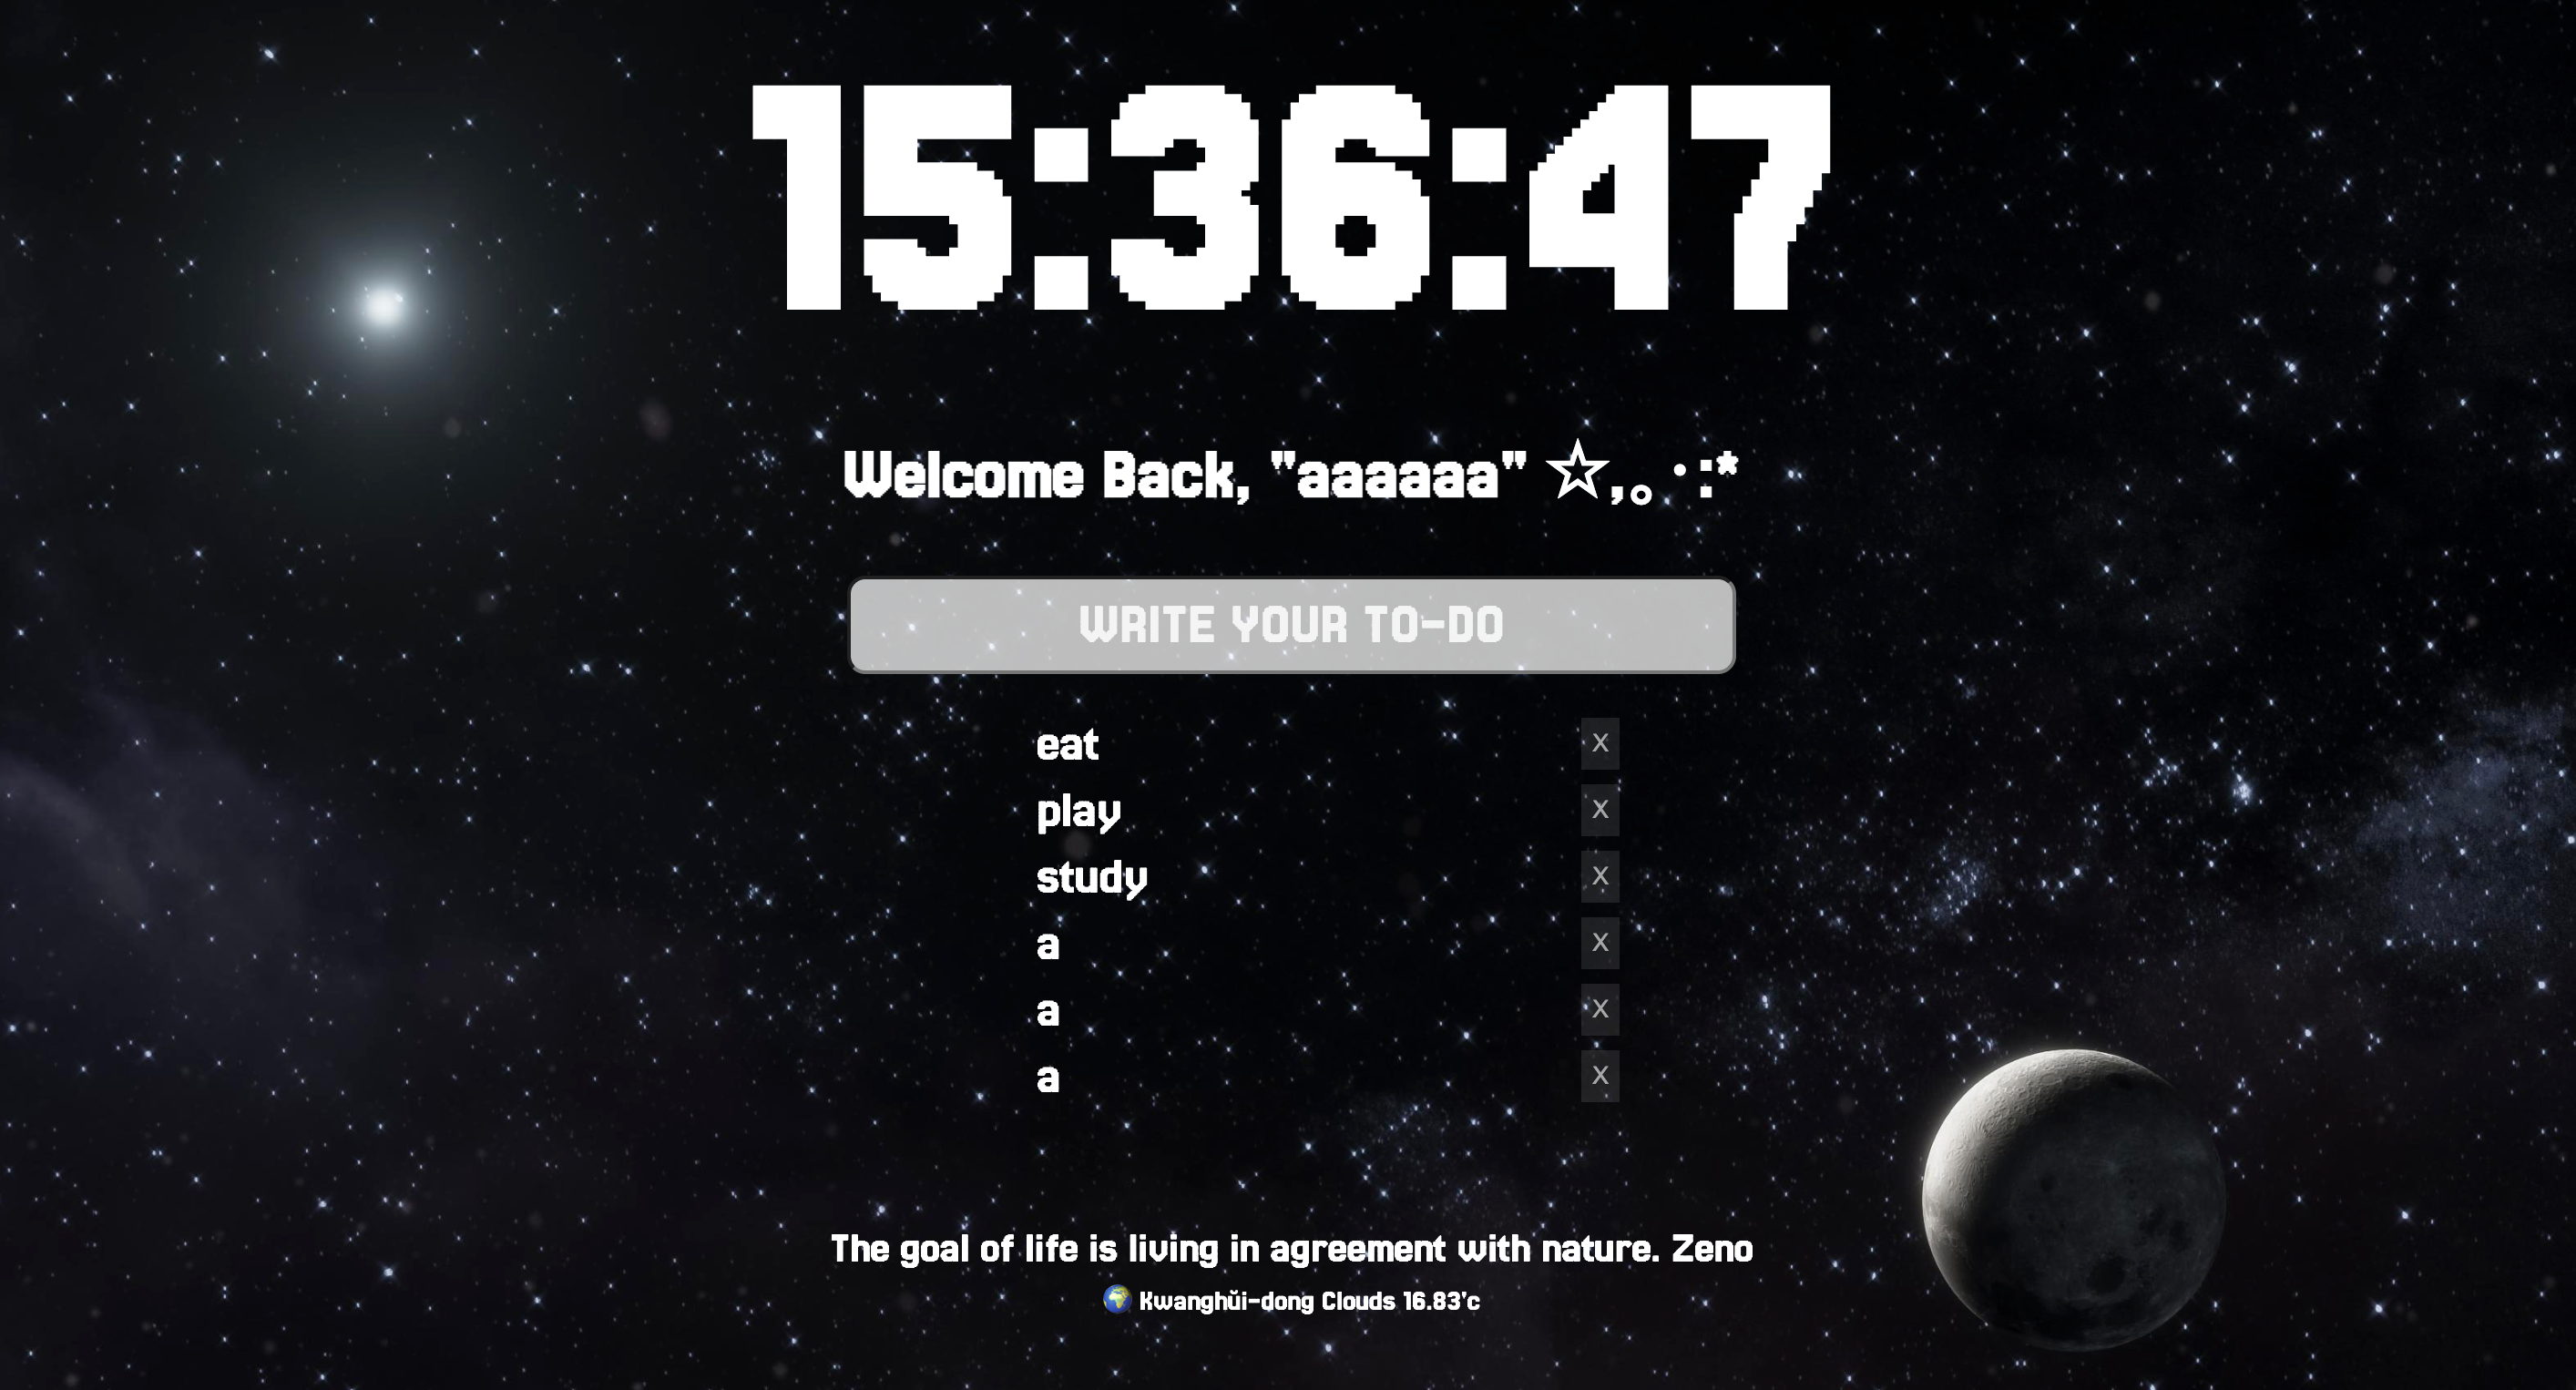 15:36:47
Welcome Back, "aaaaaa" ☆,。·:*
WRITE YOUR TO-DO
eat X
play X
study X
a X
a X
a X
The goal of life is living in agreement with nature. Zeno
🌍 Kwanghŭi-dong Clouds 16.83'c